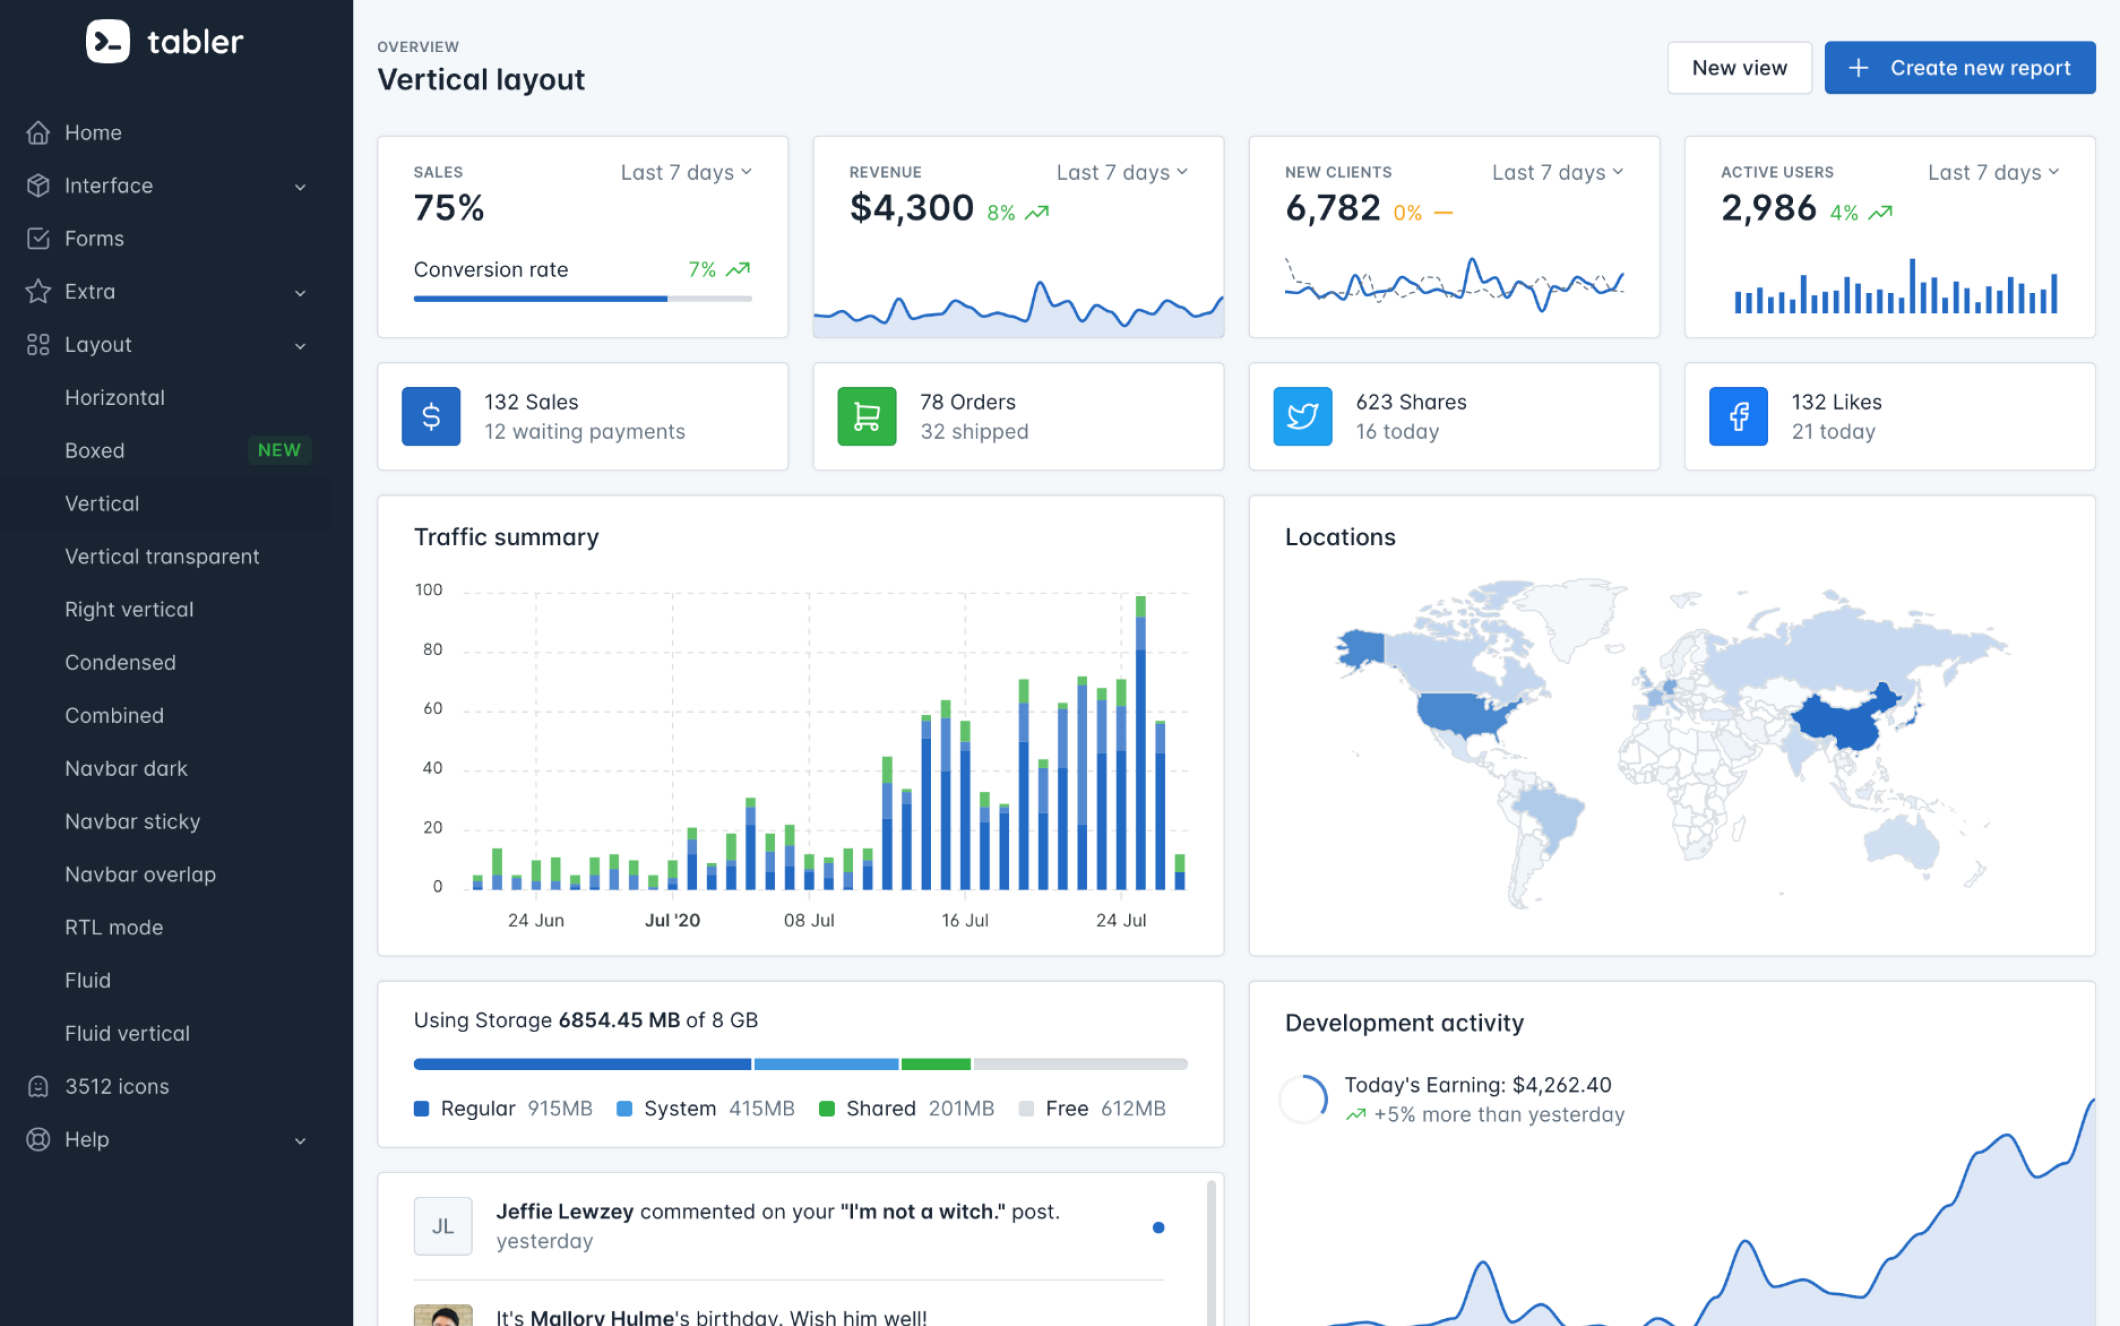 tabler
Home
Interface
Forms
Extra
Layout
Horizontal
Boxed NEW
Vertical
Vertical transparent
Right vertical
Condensed
Combined
Navbar dark
Navbar sticky
Navbar overlap
RTL mode
Fluid
Fluid vertical
3512 icons
Help
OVERVIEW
Vertical layout
New view
Create new report
SALES Last 7 days
75%
Conversion rate 7%
REVENUE Last 7 days
$4,300 8%
NEW CLIENTS Last 7 days
6,782 0%
ACTIVE USERS Last 7 days
2,986 4%
132 Sales
12 waiting payments
78 Orders
32 shipped
623 Shares
16 today
132 Likes
21 today
Traffic summary
100
80
60
40
20
0
24 Jun Jul '20 08 Jul 16 Jul 24 Jul
Locations
Using Storage 6854.45 MB of 8 GB
Regular 915MB System 415MB Shared 201MB Free 612MB
Development activity
Today's Earning: $4,262.40
+5% more than yesterday
JL
Jeffie Lewzey commented on your "I'm not a witch." post.
yesterday
It's Mallory Hulme's birthday. Wish him well!